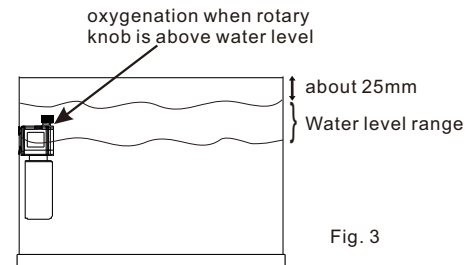 oxygenation when rotary
knob is above water level
about 25mm
Water level range
Fig. 3